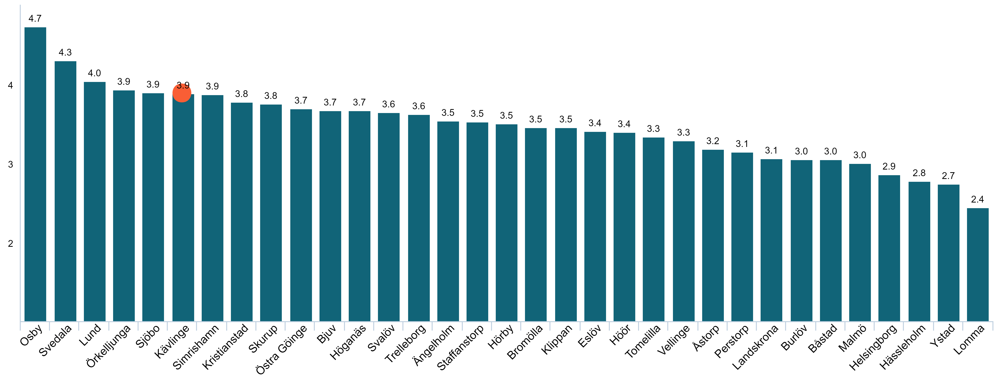 4.7
4.3
4.0
3.9
3.9
3.9
3.9
3.8
3.8
3.7
3.7
3.7
3.6
3.6
3.5
3.5
3.5
3.5
3.5
3.4
3.4
3.3
3.3
3.2
3.1
3.1
3.0
3.0
3.0
2.9
2.8
2.7
2.4
4
3
2
Osby
Svedala
Lund
Örkelljunga
Sjöbo
Kävlinge
Simrishamn
Kristianstad
Skurup
Östra Göinge
Bjuv
Höganäs
Svalöv
Trelleborg
Ängelholm
Staffanstorp
Hörby
Bromölla
Klippan
Eslöv
Höör
Tomelilla
Vellinge
Åstorp
Perstorp
Landskrona
Burlöv
Båstad
Malmö
Helsingborg
Hässleholm
Ystad
Lomma